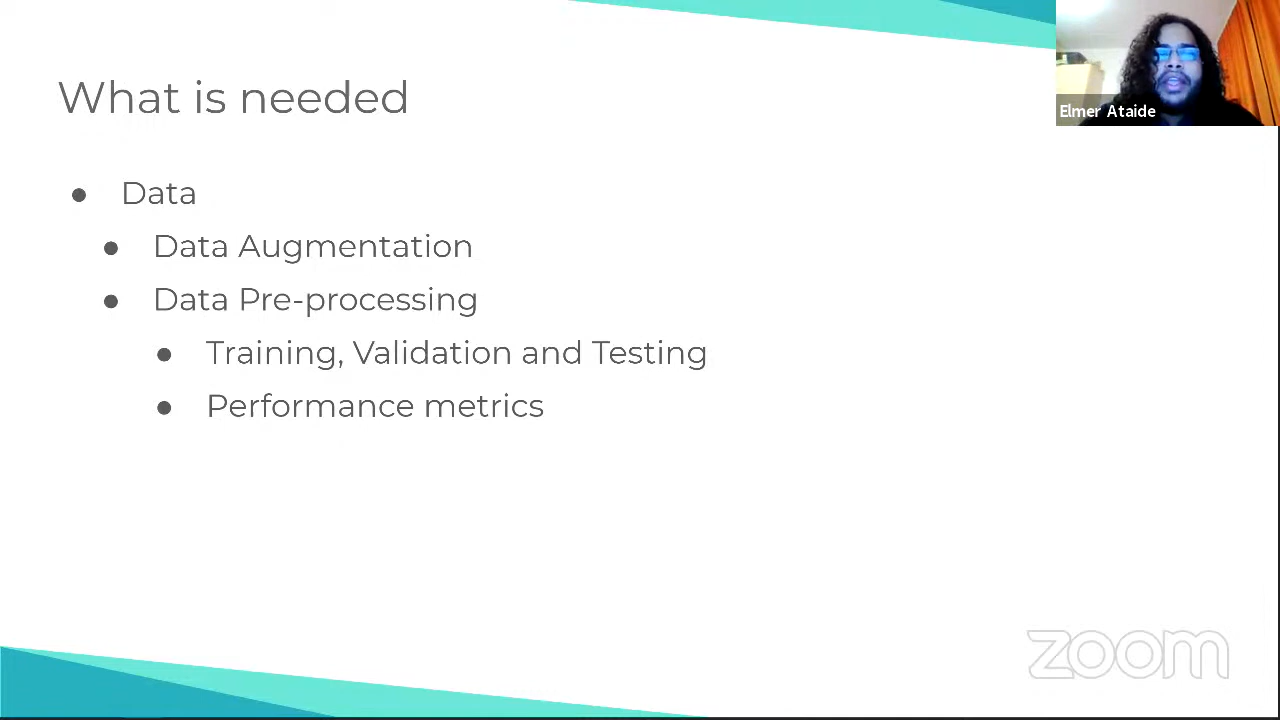 What is needed
Elmer Ataide
● Data
● Data Augmentation
● Data Pre-processing
● Training, Validation and Testing
● Performance metrics
zoom